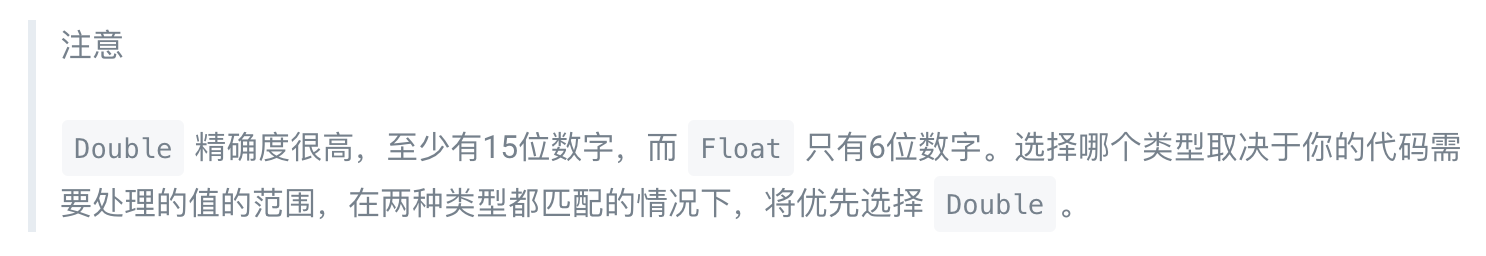 注意
Double 精确度很高，至少有15位数字，而 Float 只有6位数字。选择哪个类型取决于你的代码需
要处理的值的范围，在两种类型都匹配的情况下，将优先选择 Double 。